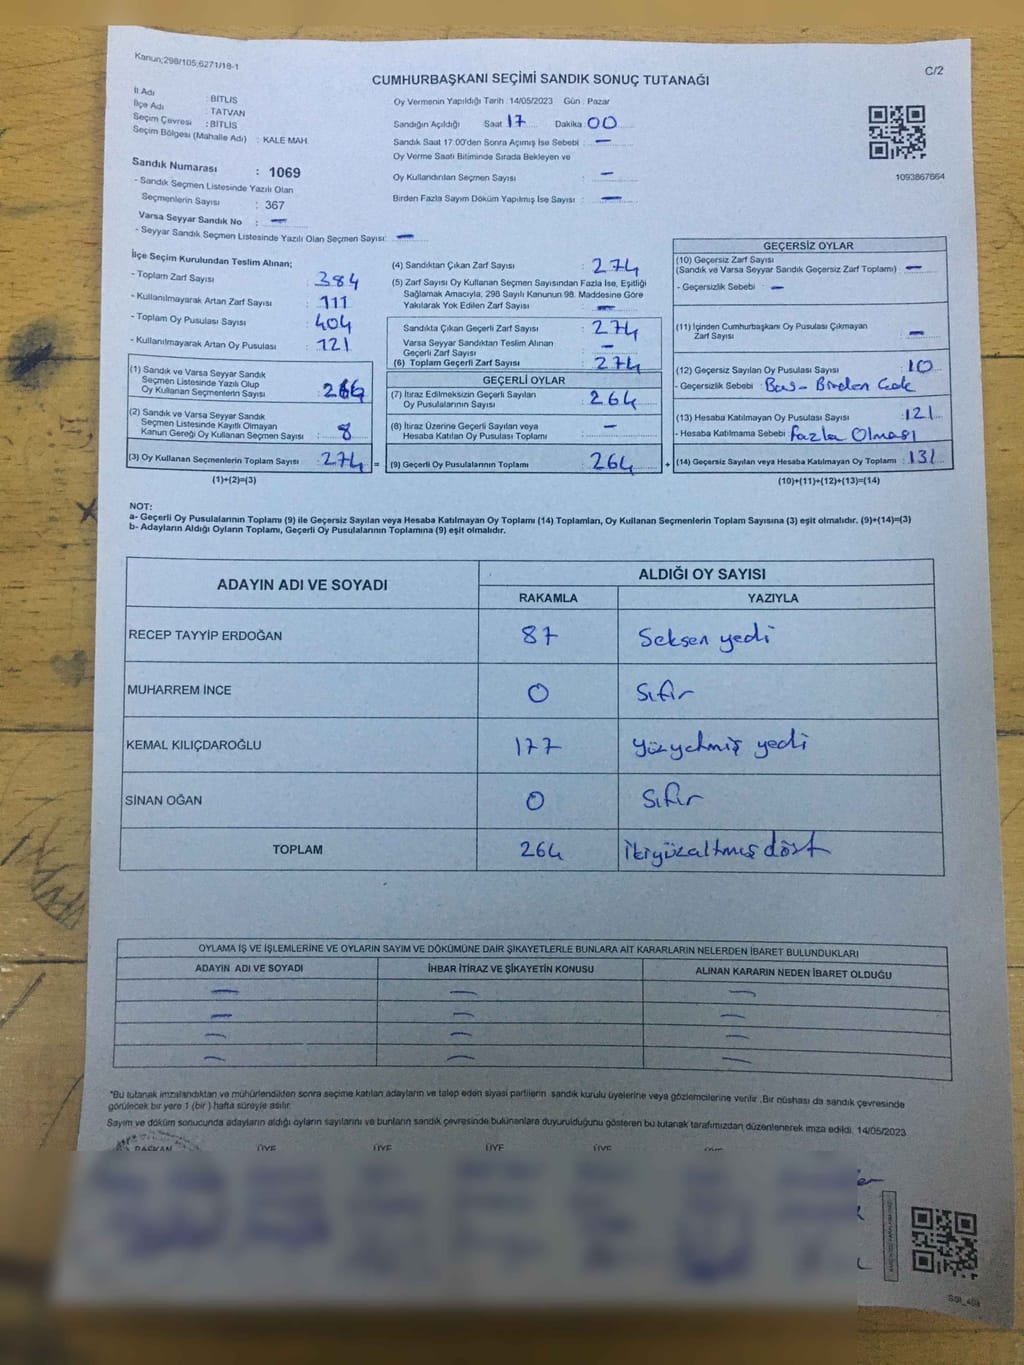 Kanun;298/105;6271/18-1
C/2
CUMHURBAŞKANI SEÇİMİ SANDIK SONUÇ TUTANAĞI
İl Adı : BİTLİS
İlçe Adı : TATVAN
Seçim Çevresi : BİTLİS
Seçim Bölgesi (Mahalle Adı) : KALE MAH.
Sandık Numarası : 1069
- Sandık Seçmen Listesinde Yazılı Olan
Seçmenlerin Sayısı : 367
Varsa Seyyar Sandık No : —
- Seyyar Sandık Seçmen Listesinde Yazılı Olan Seçmen Sayısı: —
Oy Vermenin Yapıldığı Tarih :14/05/2023 Gün : Pazar
Sandığın Açıldığı Saat :17 Dakika :00
Sandık Saat 17:00'den Sonra Açımış İse Sebebi : —
Oy Verme Saati Bitiminde Sırada Bekleyen ve
Oy Kullandırılan Seçmen Sayısı : —
Birden Fazla Sayım Döküm Yapılmış İse Sayısı : —
1093867664
İlçe Seçim Kurulundan Teslim Alınan;
- Toplam Zarf Sayısı : 384
- Kullanılmayarak Artan Zarf Sayısı : 111
- Toplam Oy Pusulası Sayısı : 404
- Kullanılmayarak Artan Oy Pusulası : 121
(1) Sandık ve Varsa Seyyar Sandık
Seçmen Listesinde Yazılı Olup
Oy Kullanan Seçmenlerin Sayısı : 266
(2) Sandık ve Varsa Seyyar Sandık
Seçmen Listesinde Kayıtlı Olmayan
Kanun Gereği Oy Kullanan Seçmen Sayısı : 8
(3) Oy Kullanan Seçmenlerin Toplam Sayısı : 274 =
(1)+(2)=(3)
(4) Sandıktan Çıkan Zarf Sayısı : 274
(5) Zarf Sayısı Oy Kullanan Seçmen Sayısından Fazla İse, Eşitliği
Sağlamak Amacıyla, 298 Sayılı Kanunun 98. Maddesine Göre
Yakılarak Yok Edilen Zarf Sayısı : —
Sandıkta Çıkan Geçerli Zarf Sayısı : 274
Varsa Seyyar Sandıktan Teslim Alınan
Geçerli Zarf Sayısı : —
(6) Toplam Geçerli Zarf Sayısı : 274
GEÇERLİ OYLAR
(7) İtiraz Edilmeksizin Geçerli Sayılan
Oy Pusulalarının Sayısı : 264
(8) İtiraz Üzerine Geçerli Sayılan veya
Hesaba Katılan Oy Pusulası Toplamı : —
(9) Geçerli Oy Pusulalarının Toplamı : 264 +
GEÇERSİZ OYLAR
(10) Geçersiz Zarf Sayısı
(Sandık ve Varsa Seyyar Sandık Geçersiz Zarf Toplamı) : —
- Geçersizlik Sebebi : —
(11) İçinden Cumhurbaşkanı Oy Pusulası Çıkmayan
Zarf Sayısı : —
(12) Geçersiz Sayılan Oy Pusulası Sayısı : 10
- Geçersizlik Sebebi : Boş - Birden Çok
(13) Hesaba Katılmayan Oy Pusulası Sayısı : 121
- Hesaba Katılmama Sebebi : fazla Olması
(14) Geçersiz Sayılan veya Hesaba Katılmayan Oy Toplamı : 131
(10)+(11)+(12)+(13)=(14)
NOT:
a- Geçerli Oy Pusulalarının Toplamı (9) ile Geçersiz Sayılan veya Hesaba Katılmayan Oy Toplamı (14) Toplamları, Oy Kullanan Seçmenlerin Toplam Sayısına (3) eşit olmalıdır. (9)+(14)=(3)
b- Adayların Aldığı Oyların Toplamı, Geçerli Oy Pusulalarının Toplamına (9) eşit olmalıdır.
ADAYIN ADI VE SOYADI
ALDIĞI OY SAYISI
RAKAMLA YAZIYLA
RECEP TAYYİP ERDOĞAN 87 Seksen yedi
MUHARREM İNCE 0 Sıfır
KEMAL KILIÇDAROĞLU 177 yüzyetmiş yedi
SİNAN OĞAN 0 Sıfır
TOPLAM 264 İkiyüzaltmış dört
OYLAMA İŞ VE İŞLEMLERİNE VE OYLARIN SAYIM VE DÖKÜMÜNE DAİR ŞİKAYETLERLE BUNLARA AİT KARARLARIN NELERDEN İBARET BULUNDUKLARI
ADAYIN ADI VE SOYADI İHBAR İTİRAZ VE ŞİKAYETİN KONUSU ALINAN KARARIN NEDEN İBARET OLDUĞU
— — —
— — —
— — —
— — —
*Bu tutanak imzalandıktan ve mühürlendikten sonra seçime katılan adayların ve talep eden siyasi partilerin sandık kurulu üyelerine veya gözlemcilerine verilir .Bir nüshası da sandık çevresinde
görülecek bir yere 1 (bir ) hafta süreyle asılır.
Sayım ve döküm sonucunda adayların aldığı oyların sayılarını ve bunların sandık çevresinde bulunanlara duyurulduğunu gösteren bu tutanak tarafımızdan düzenlenerek imza edildi. 14/05/2023
BAŞKAN ÜYE ÜYE ÜYE ÜYE